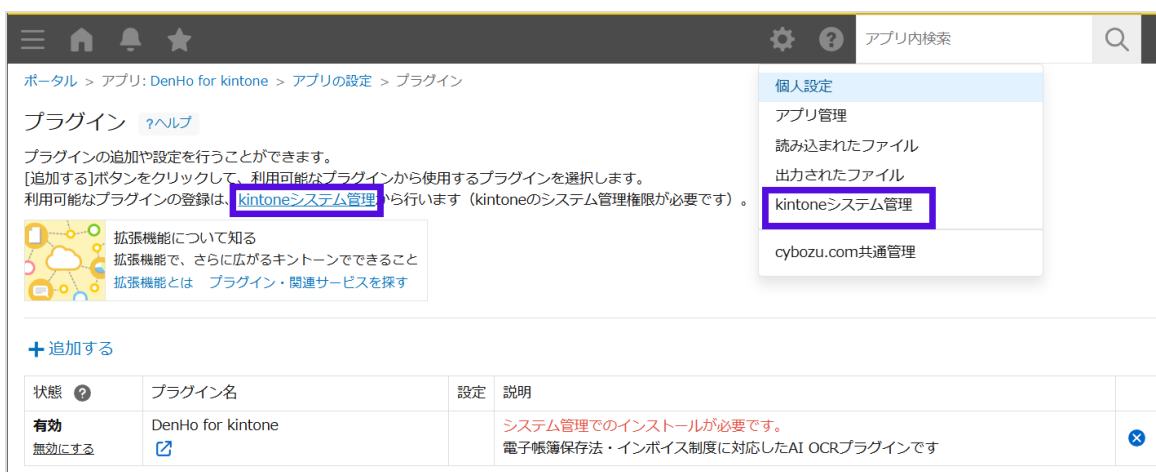 アプリ内検索
ポータル > アプリ: DenHo for kintone > アプリの設定 > プラグイン
プラグイン ?ヘルプ
プラグインの追加や設定を行うことができます。
[追加する]ボタンをクリックして、利用可能なプラグインから使用するプラグインを選択します。
利用可能なプラグインの登録は、kintoneシステム管理から行います（kintoneのシステム管理権限が必要です）。
個人設定
アプリ管理
読み込まれたファイル
出力されたファイル
kintoneシステム管理
cybozu.com共通管理
拡張機能について知る
拡張機能で、さらに広がるキントーンでできること
拡張機能とは プラグイン・関連サービスを探す
+追加する
状態 ? プラグイン名 設定 説明
有効 DenHo for kintone システム管理でのインストールが必要です。
無効にする 電子帳簿保存法・インボイス制度に対応したAI OCRプラグインです